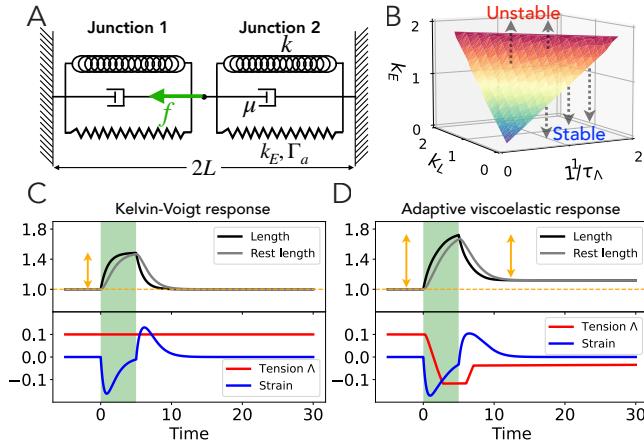 A
Junction 1
Junction 2
k
f
μ
k_E, Γ_a
2L
B
Unstable
Stable
k_E
2
1
0
k_L
2
1
0
1/τ_Λ
0
1
2
C
Kelvin-Voigt response
1.8
1.4
1.0
Length
Rest length
0.1
0.0
−0.1
Tension Λ
Strain
0
10
20
30
Time
D
Adaptive viscoelastic response
1.8
1.4
1.0
Length
Rest length
0.1
0.0
−0.1
Tension Λ
Strain
0
10
20
30
Time